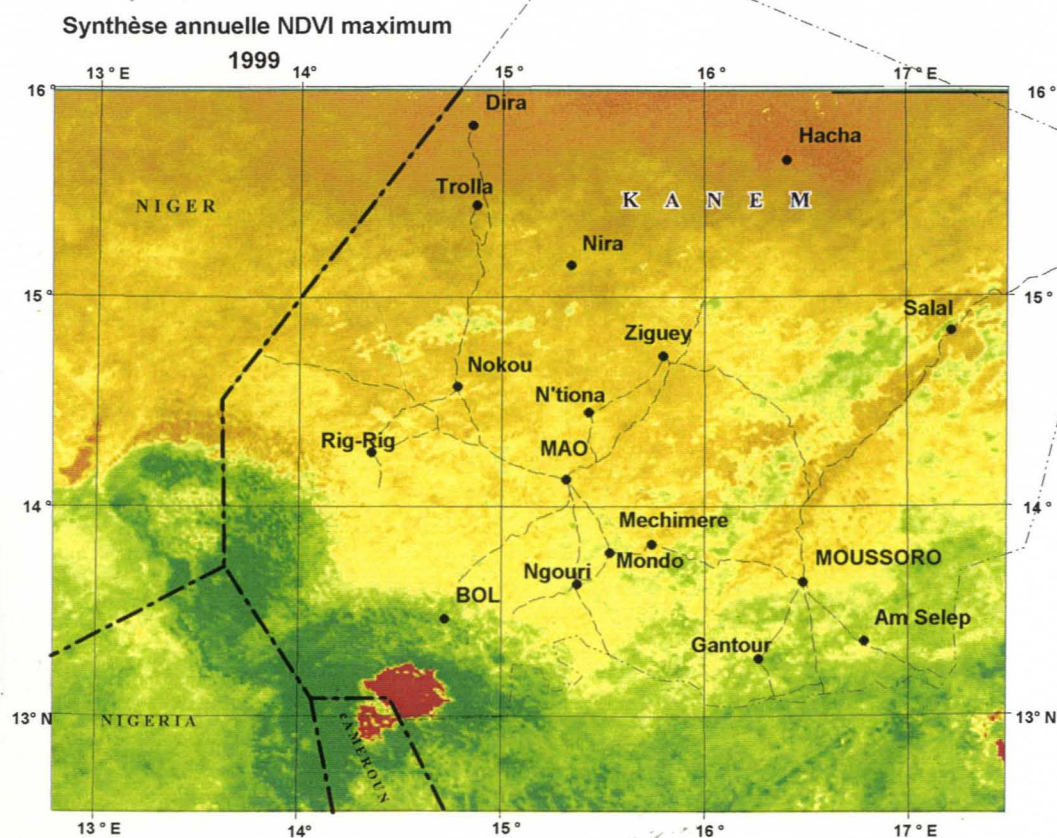 Synthèse annuelle NDVI maximum
1999
13° E
14°
15°
16°
17° E
16°
16°
Dira
Hacha
Trolla
NIGER
K A N E M
Nira
15°
15°
Salal
Ziguey
Nokou
N'tiona
Rig-Rig
MAO
14°
14°
Mechimere
Mondo
MOUSSORO
Ngouri
BOL
Am Selep
Gantour
13° N
13° N
NIGERIA
CAMEROUN
13° E
14°
15°
16°
17° E